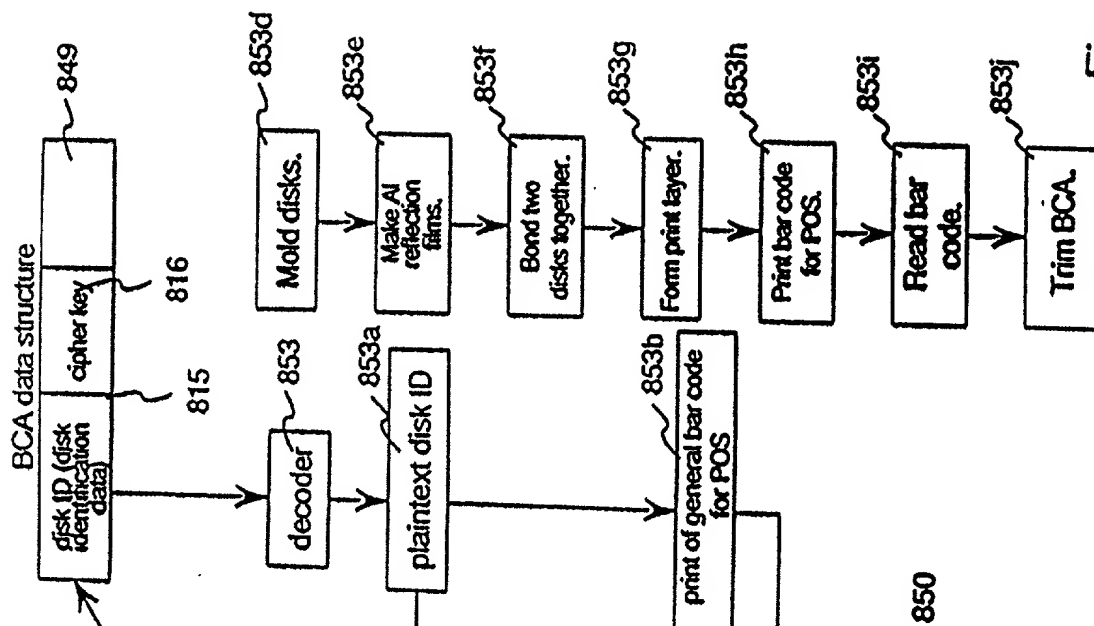 BCA data structure
849
disk ID (disk
identification
data)
cipher key
815
816
decoder
853
plaintext disk ID
853a
print of general bar code
for POS
853b
Mold disks.
853d
Make Al
reflection
films.
853e
Bond two
disks together.
853f
Form print layer.
853g
Print bar code
for POS.
853h
Read bar
code.
853i
Trim BCA.
853j
850